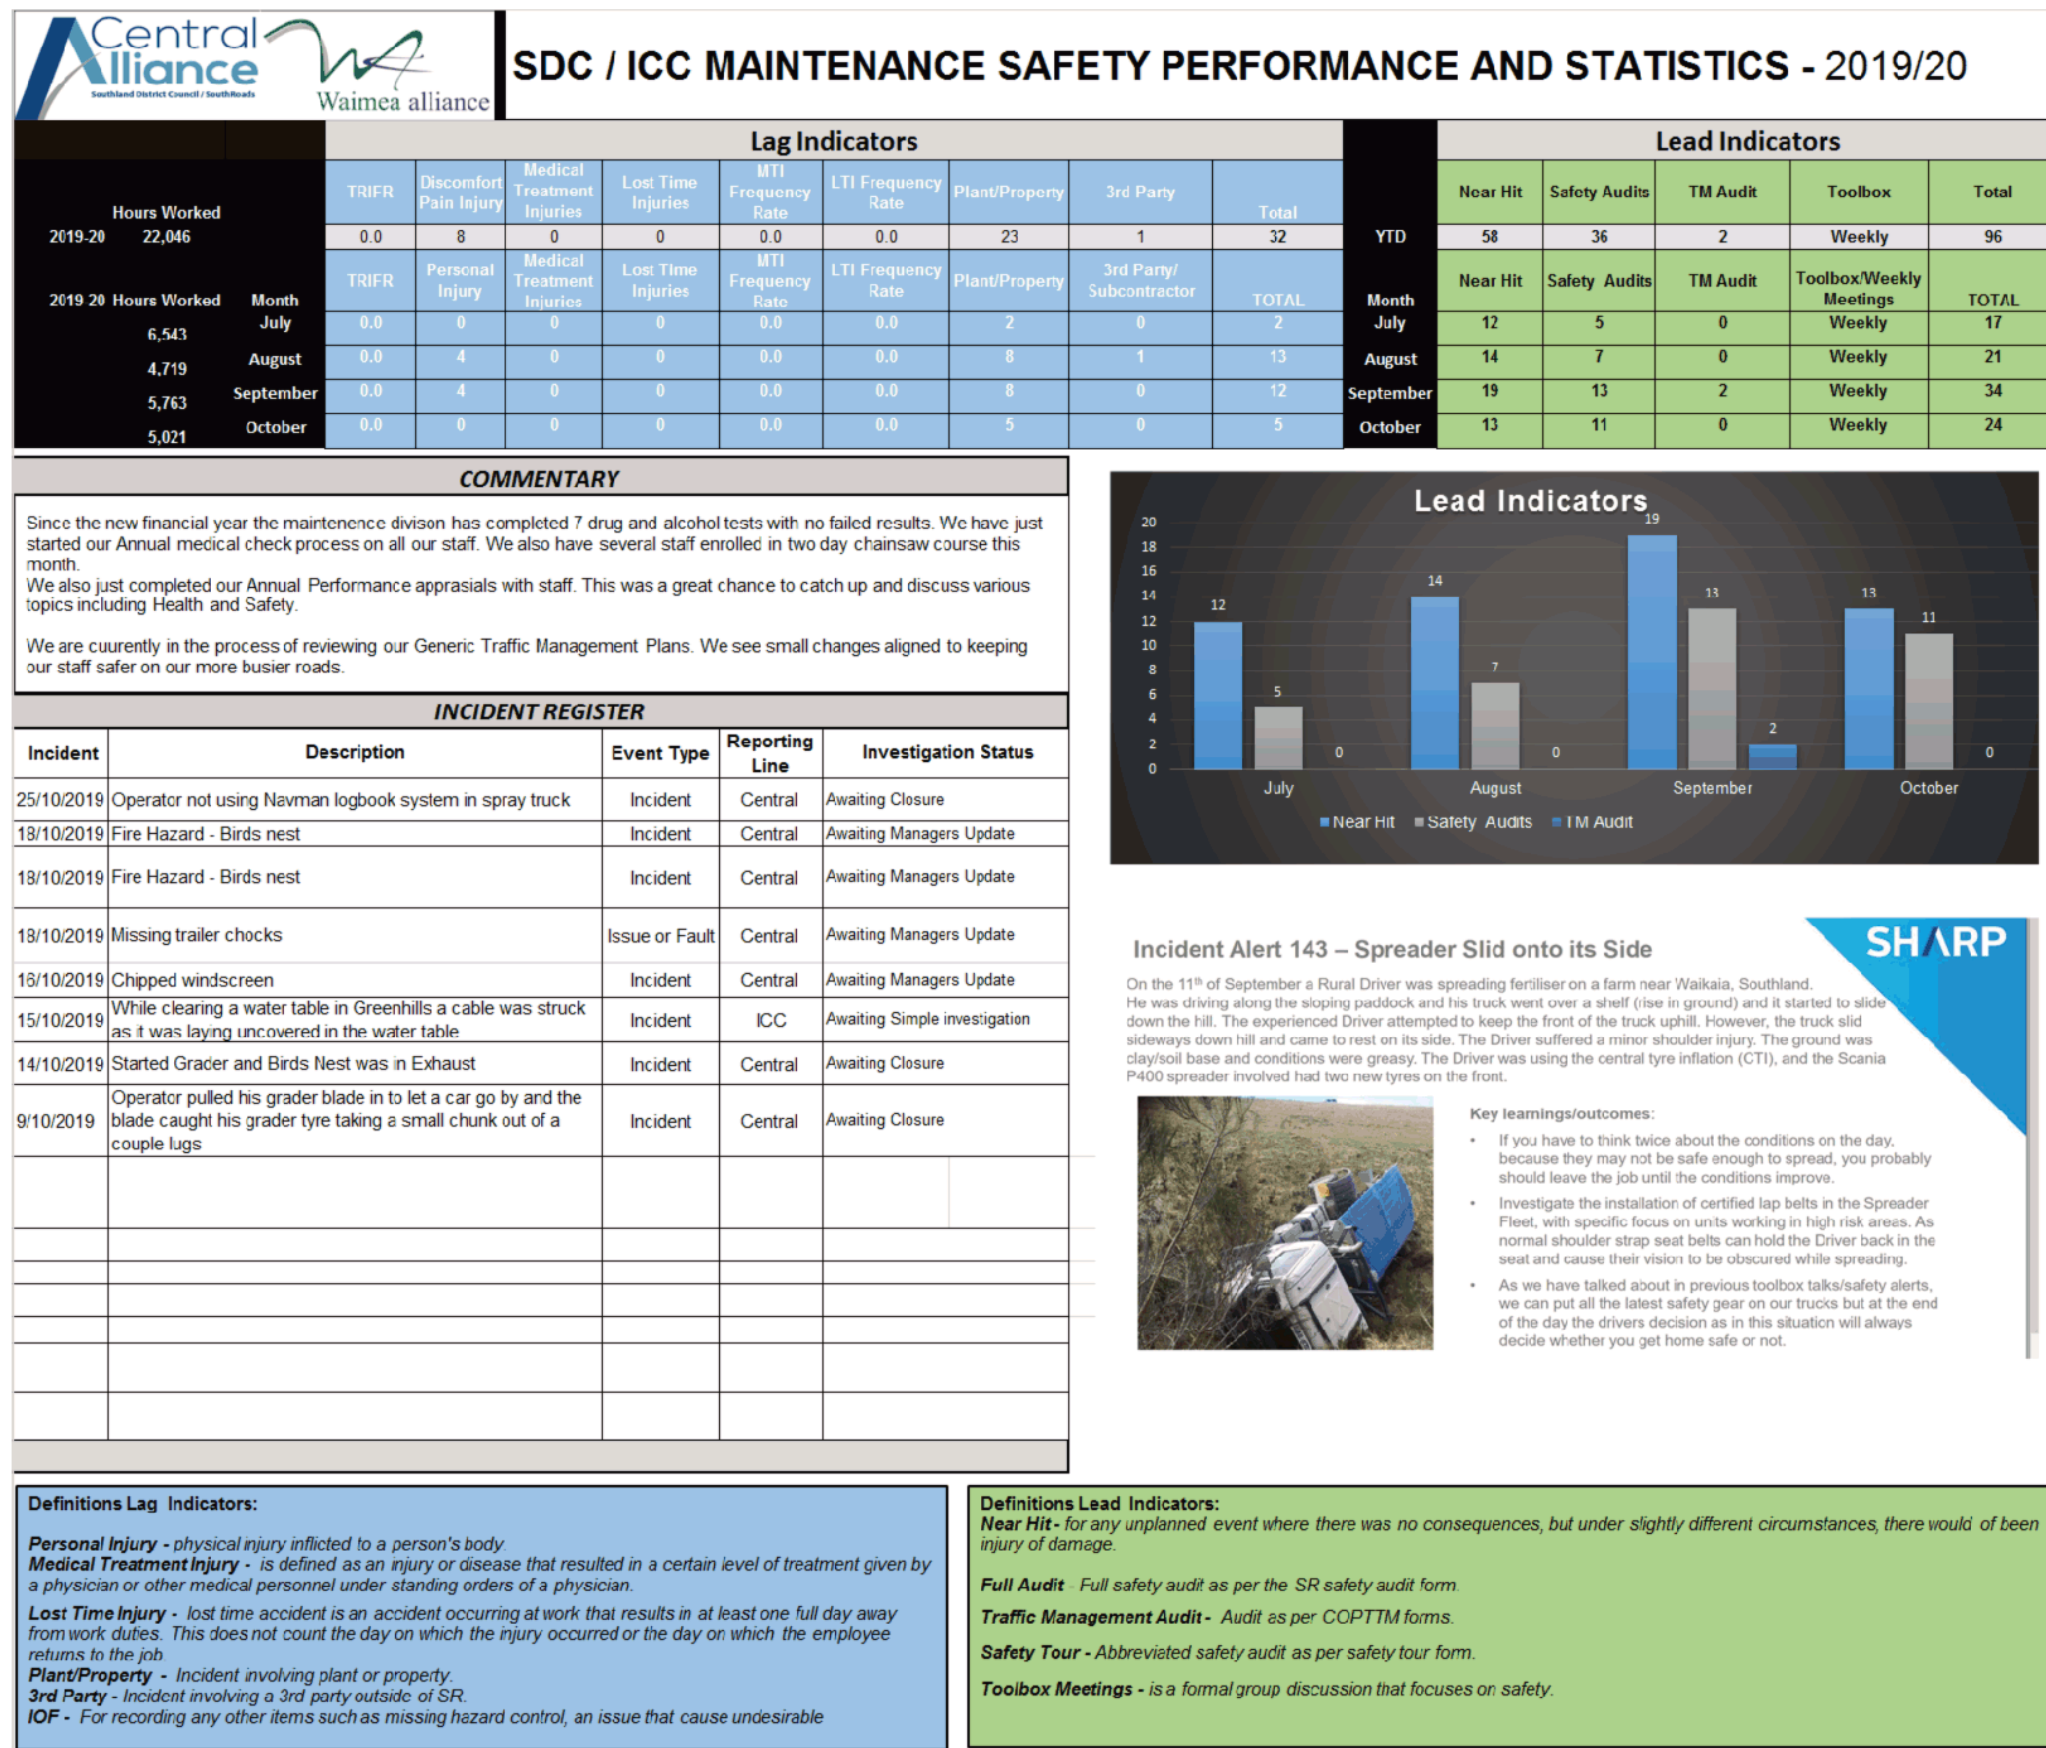 Central
Alliance
Southland District Council / SouthRoads
Waimea alliance
SDC / ICC MAINTENANCE SAFETY PERFORMANCE AND STATISTICS - 2019/20
Lag Indicators Lead Indicators
Hours Worked TRIFR Discomfort Pain Injury Medical Treatment Injuries Lost Time Injuries MTI Frequency Rate LTI Frequency Rate Plant/Property 3rd Party Total Near Hit Safety Audits TM Audit Toolbox Total
2019-20 22,046 0.0 8 0 0 0.0 0.0 23 1 32 YTD 58 36 2 Weekly 96
2019-20 Hours Worked Month TRIFR Personal Injury Medical Treatment Injuries Lost TIme Injuries MTI Frequency Rate LTI Frequency Rate Plant/Property 3rd Party/ Subcontractor TOTAL Month Near Hit Safety Audits TM Audit Toolbox/Weekly Meetings TOTAL
6,543 July 0.0 0 0 0 0.0 0.0 2 0 2 July 12 5 0 Weekly 17
4,719 August 0.0 4 0 0 0.0 0.0 8 1 13 August 14 7 0 Weekly 21
5,763 September 0.0 4 0 0 0.0 0.0 8 0 12 September 19 13 2 Weekly 34
5,021 October 0.0 0 0 0 0.0 0.0 5 0 5 October 13 11 0 Weekly 24
COMMENTARY
Since the new financial year the maintenence divison has completed 7 drug and alcohol tests with no failed results. We have just
started our Annual medical check process on all our staff. We also have several staff enrolled in two day chainsaw course this
month.
We also just completed our Annual Performance apprasials with staff. This was a great chance to catch up and discuss various
topics including Health and Safety.
We are cuurently in the process of reviewing our Generic Traffic Management Plans. We see small changes aligned to keeping
our staff safer on our more busier roads.
INCIDENT REGISTER
Incident Description Event Type Reporting Line Investigation Status
25/10/2019 Operator not using Navman logbook system in spray truck Incident Central Awaiting Closure
18/10/2019 Fire Hazard - Birds nest Incident Central Awaiting Managers Update
18/10/2019 Fire Hazard - Birds nest Incident Central Awaiting Managers Update
18/10/2019 Missing trailer chocks Issue or Fault Central Awaiting Managers Update
16/10/2019 Chipped windscreen Incident Central Awaiting Managers Update
15/10/2019 While clearing a water table in Greenhills a cable was struck
as it was laying uncovered in the water table Incident ICC Awaiting Simple investigation
14/10/2019 Started Grader and Birds Nest was in Exhaust Incident Central Awaiting Closure
9/10/2019 Operator pulled his grader blade in to let a car go by and the
blade caught his grader tyre taking a small chunk out of a
couple lugs Incident Central Awaiting Closure
Lead Indicators
20
18
16
14
12
10
8
6
4
2
0
12 5 0 14 7 0 19 13 2 13 11 0
July August September October
Near Hit Safety Audits TM Audit
SHARP
Incident Alert 143 – Spreader Slid onto its Side
On the 11th of September a Rural Driver was spreading fertiliser on a farm near Waikaia, Southland.
He was driving along the sloping paddock and his truck went over a shelf (rise in ground) and it started to slide
down the hill. The experienced Driver attempted to keep the front of the truck uphill. However, the truck slid
sideways down hill and came to rest on its side. The Driver suffered a minor shoulder injury. The ground was
clay/soil base and conditions were greasy. The Driver was using the central tyre inflation (CTI), and the Scania
P400 spreader involved had two new tyres on the front.
Key learnings/outcomes:
• If you have to think twice about the conditions on the day,
because they may not be safe enough to spread, you probably
should leave the job until the conditions improve.
• Investigate the installation of certified lap belts in the Spreader
Fleet, with specific focus on units working in high risk areas. As
normal shoulder strap seat belts can hold the Driver back in the
seat and cause their vision to be obscured while spreading.
• As we have talked about in previous toolbox talks/safety alerts,
we can put all the latest safety gear on our trucks but at the end
of the day the drivers decision as in this situation will always
decide whether you get home safe or not.
Definitions Lag Indicators:
Personal Injury - physical injury inflicted to a person's body.
Medical Treatment Injury - is defined as an injury or disease that resulted in a certain level of treatment given by
a physician or other medical personnel under standing orders of a physician.
Lost Time Injury - lost time accident is an accident occurring at work that results in at least one full day away
from work duties. This does not count the day on which the injury occurred or the day on which the employee
returns to the job.
Plant/Property - Incident involving plant or property.
3rd Party - Incident involving a 3rd party outside of SR.
IOF - For recording any other items such as missing hazard control, an issue that cause undesirable
Definitions Lead Indicators:
Near Hit - for any unplanned event where there was no consequences, but under slightly different circumstances, there would of been
injury of damage.
Full Audit - Full safety audit as per the SR safety audit form.
Traffic Management Audit - Audit as per COPTTM forms.
Safety Tour - Abbreviated safety audit as per safety tour form.
Toolbox Meetings - is a formal group discussion that focuses on safety.